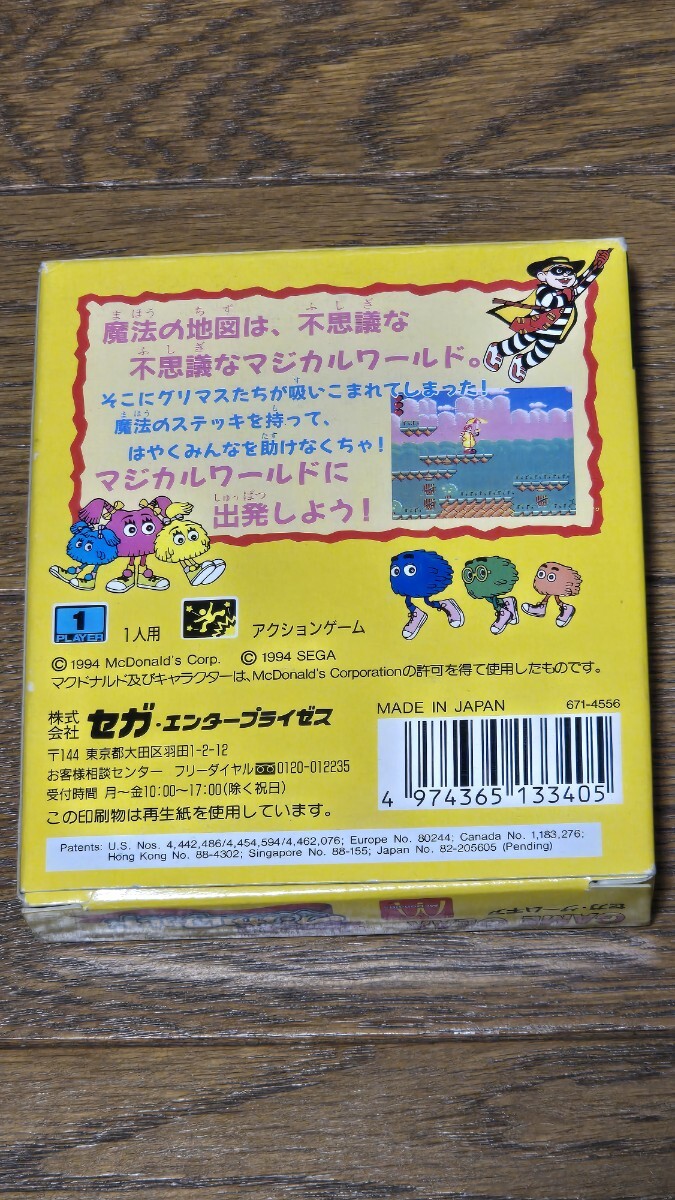 魔法の地図は、不思議な
不思議なマジカルワールド。
そこにグリマスたちが吸いこまれてしまった！
魔法のステッキを持って、
はやくみんなを助けなくちゃ！
マジカルワールドに
出発しよう！
1
PLAYER
1人用
アクションゲーム
© 1994 McDonald's Corp. © 1994 SEGA
マクドナルド及びキャラクターは、McDonald's Corporationの許可を得て使用したものです。
株式会社 セガ・エンタープライゼス
〒144 東京都大田区羽田1-2-12
お客様相談センター フリーダイヤル 0120-012235
受付時間 月〜金10:00〜17:00(除く祝日)
この印刷物は再生紙を使用しています。
MADE IN JAPAN 671-4556
4 974365 133405
Patents: U.S. Nos. 4,442,486/4,454,594/4,462,076; Europe No. 80244; Canada No. 1,183,276;
Hong Kong No. 88-4302; Singapore No. 88-155; Japan No. 82-205605 (Pending)
GAME GEAR
セガ・ゲームギア